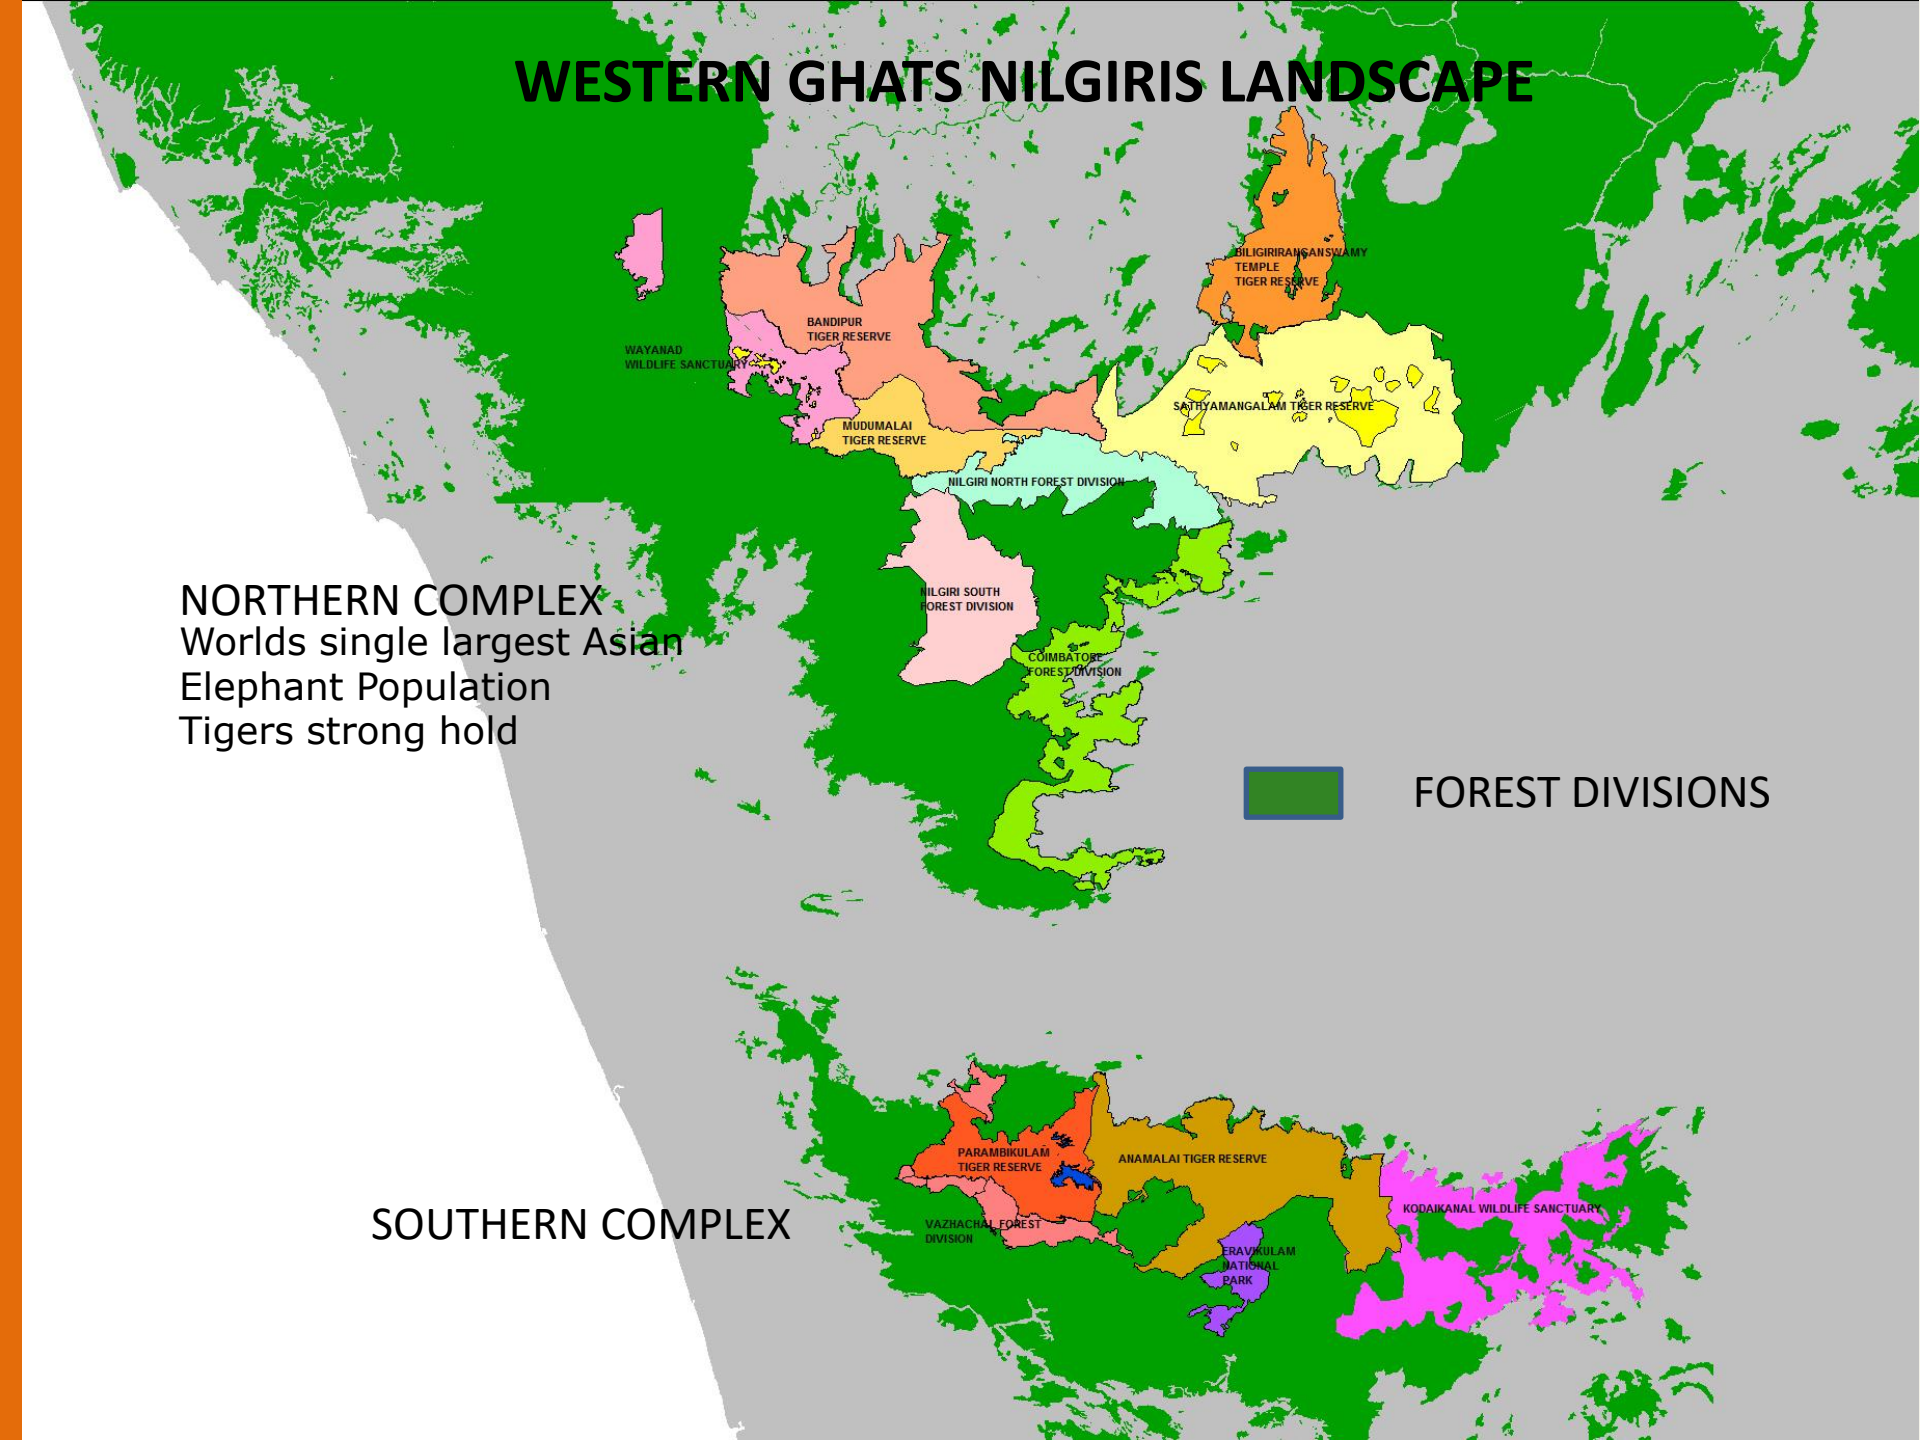 WESTERN GHATS NILGIRIS LANDSCAPE
BILIGIRIRANGANSWAMY
TEMPLE
TIGER RESERVE
BANDIPUR
TIGER RESERVE
WAYANAD
WILDLIFE SANCTUARY
SATHYAMANGALAM TIGER RESERVE
MUDUMALAI
TIGER RESERVE
NILGIRI NORTH FOREST DIVISION
NILGIRI SOUTH
FOREST DIVISION
NORTHERN COMPLEX
Worlds single largest Asian
Elephant Population
Tigers strong hold
COIMBATORE
FOREST DIVISION
FOREST DIVISIONS
PARAMBIKULAM
TIGER RESERVE
ANAMALAI TIGER RESERVE
SOUTHERN COMPLEX
VAZHACHAL FOREST
DIVISION
KODAIKANAL WILDLIFE SANCTUARY
ERAVIKULAM
NATIONAL
PARK